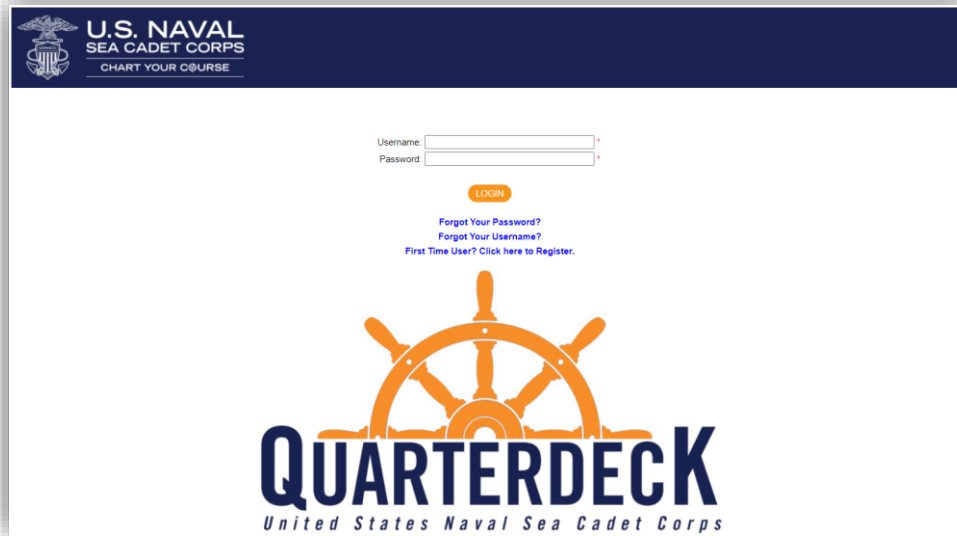 U.S. NAVAL
SEA CADET CORPS
CHART YOUR COURSE
Username: *
Password: *
LOGIN
Forgot Your Password?
Forgot Your Username?
First Time User? Click here to Register.
QUARTERDECK
United States Naval Sea Cadet Corps